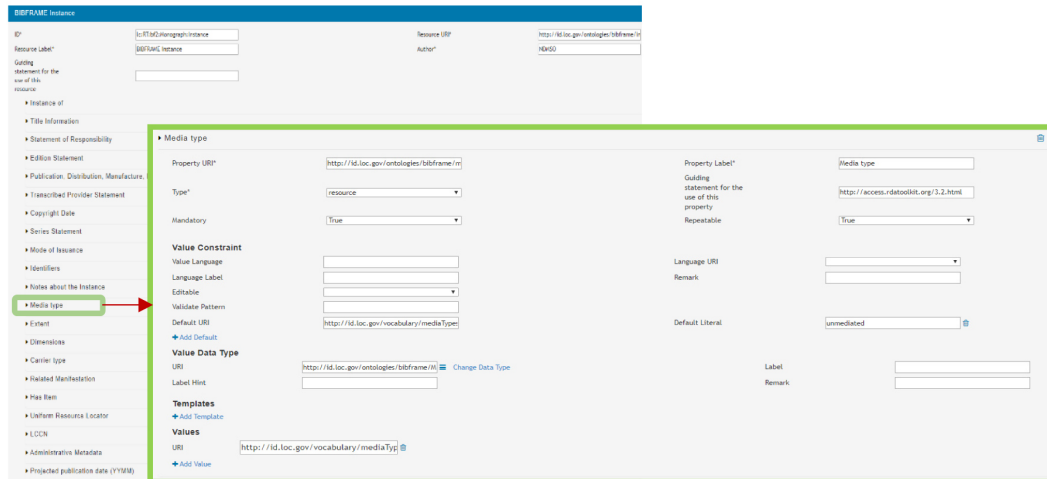 BIBFRAME Instance
ID* lc:RT:bf2:Monograph:Instance Resource URI* http://id.loc.gov/ontologies/bibframe/In
Resource Label* BIBFRAME Instance Author* NDMSO
Guiding
statement for the
use of this
resource
Instance of
Title Information
Statement of Responsibility
Edition Statement
Publication, Distribution, Manufacture,
Transcribed Provider Statement
Copyright Date
Series Statement
Mode of Issuance
Identifiers
Notes about the Instance
Media type
Extent
Dimensions
Carrier type
Related Manifestation
Has Item
Uniform Resource Locator
LCCN
Administrative Metadata
Projected publication date (YYMM)
Media type
Property URI* http://id.loc.gov/ontologies/bibframe/m Property Label* Media type
Type* resource
Guiding
statement for the
use of this
property
http://access.rdatoolkit.org/3.2.html
Mandatory True Repeatable True
Value Constraint
Value Language Language URI
Language Label Remark
Editable
Validate Pattern
Default URI http://id.loc.gov/vocabulary/mediaTypes Default Literal unmediated
+Add Default
Value Data Type
URI http://id.loc.gov/ontologies/bibframe/M Change Data Type Label
Label Hint Remark
Templates
+Add Template
Values
URI http://id.loc.gov/vocabulary/mediaTyp
+Add Value